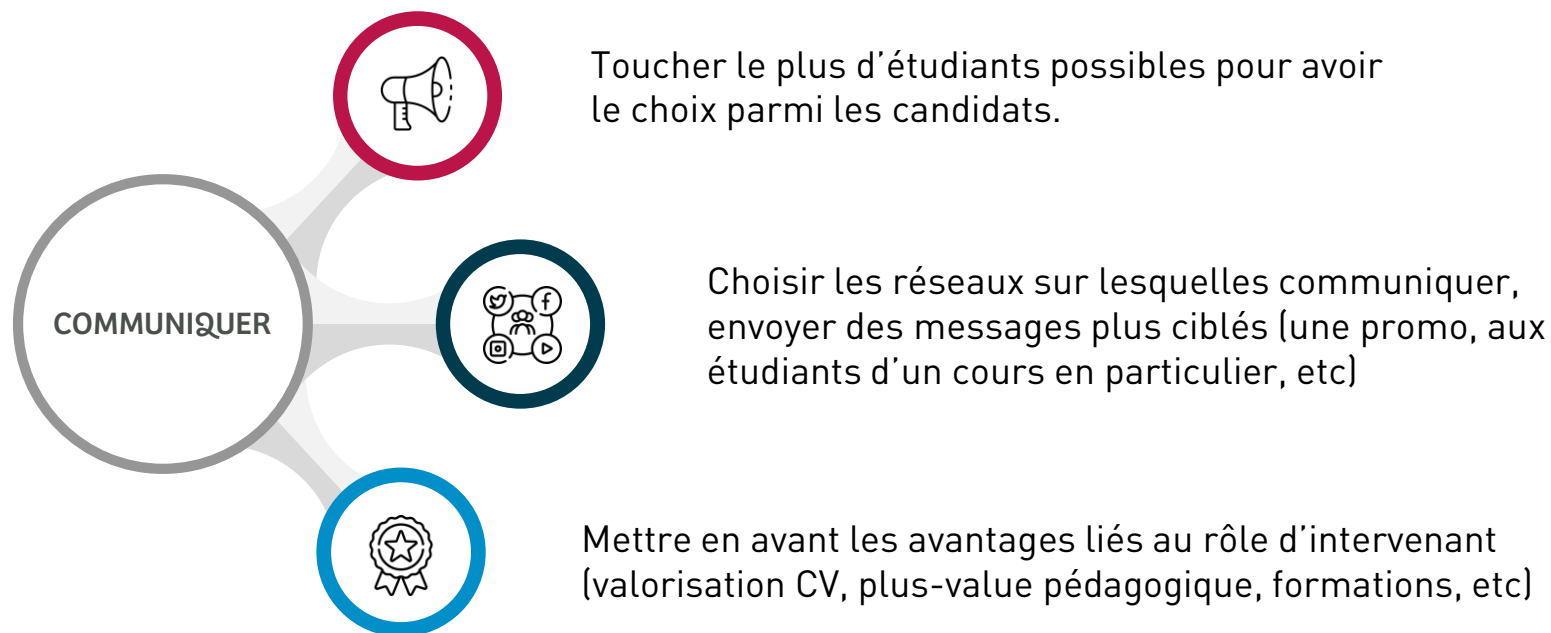 Toucher le plus d’étudiants possibles pour avoir
le choix parmi les candidats.
COMMUNIQUER
Choisir les réseaux sur lesquelles communiquer,
envoyer des messages plus ciblés (une promo, aux
étudiants d’un cours en particulier, etc)
Mettre en avant les avantages liés au rôle d’intervenant
(valorisation CV, plus-value pédagogique, formations, etc)